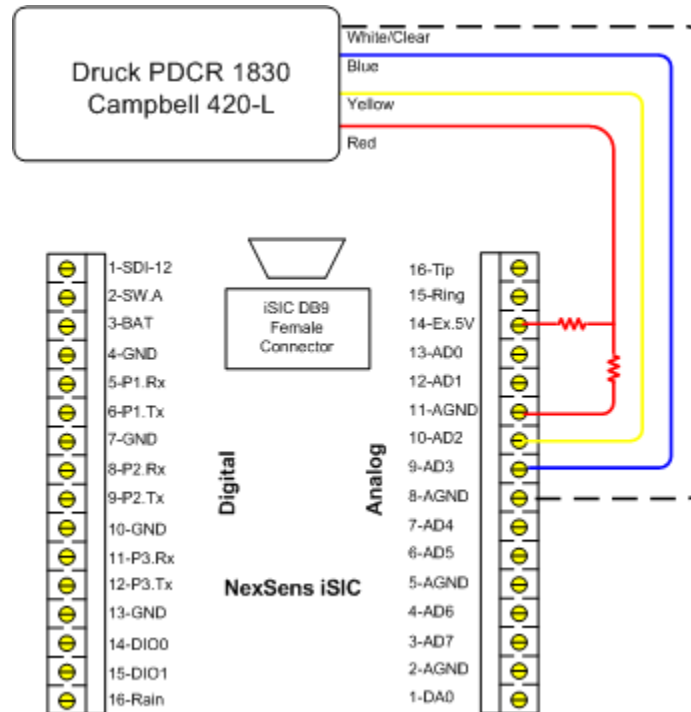 Druck PDCR 1830
Campbell 420-L
White/Clear
Blue
Yellow
Red
iSIC DB9
Female
Connector
1-SDI-12
2-SW.A
3-BAT
4-GND
5-P1.Rx
6-P1.Tx
7-GND
8-P2.Rx
9-P2.Tx
10-GND
11-P3.Rx
12-P3.Tx
13-GND
14-DIO0
15-DIO1
16-Rain
Digital
NexSens iSIC
Analog
16-Tip
15-Ring
14-Ex.5V
13-AD0
12-AD1
11-AGND
10-AD2
9-AD3
8-AGND
7-AD4
6-AD5
5-AGND
4-AD6
3-AD7
2-AGND
1-DA0